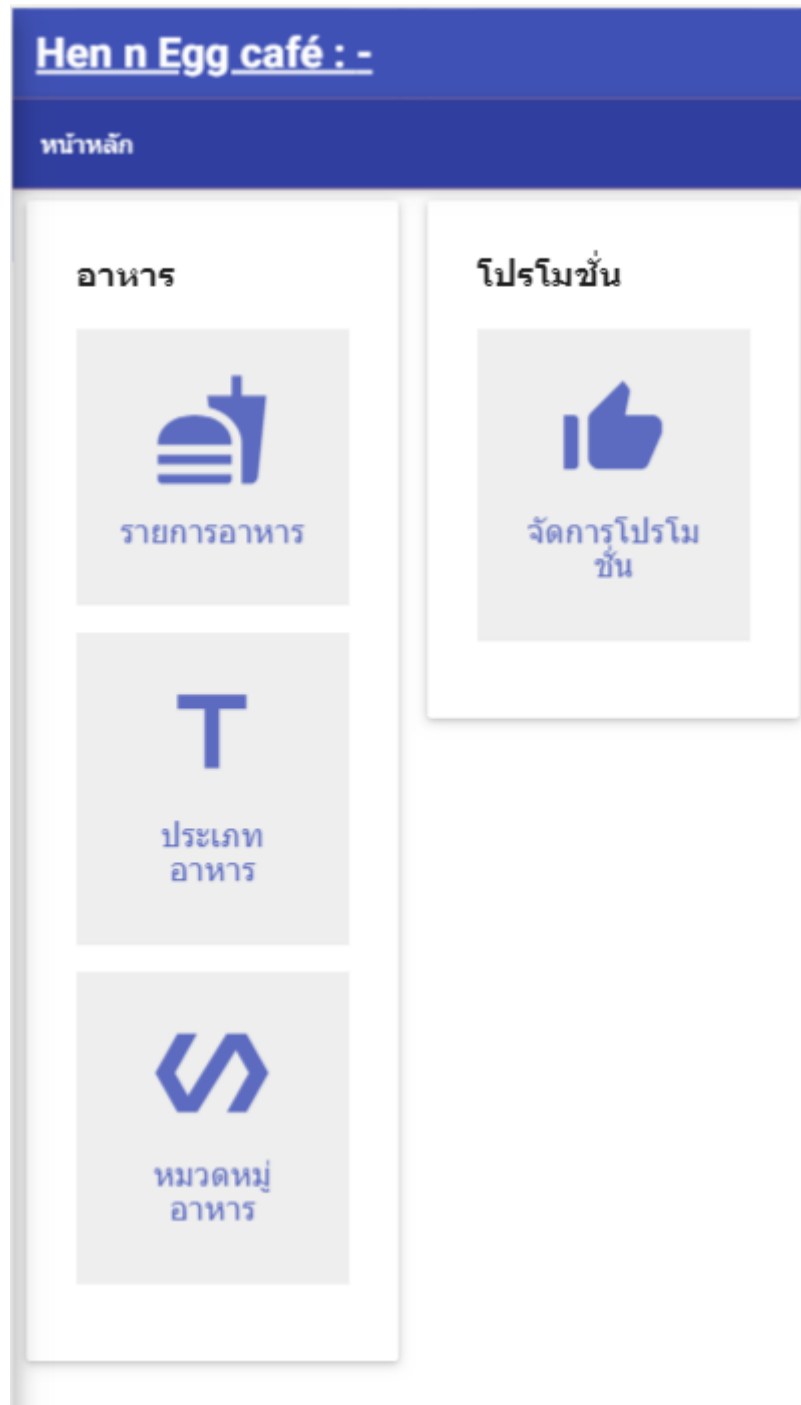 Hen n Egg café : -
หน้าหลัก
อาหาร
รายการอาหาร
ประเภท
อาหาร
หมวดหมู่
อาหาร
โปรโมชั่น
จัดการโปรโม
ชั่น